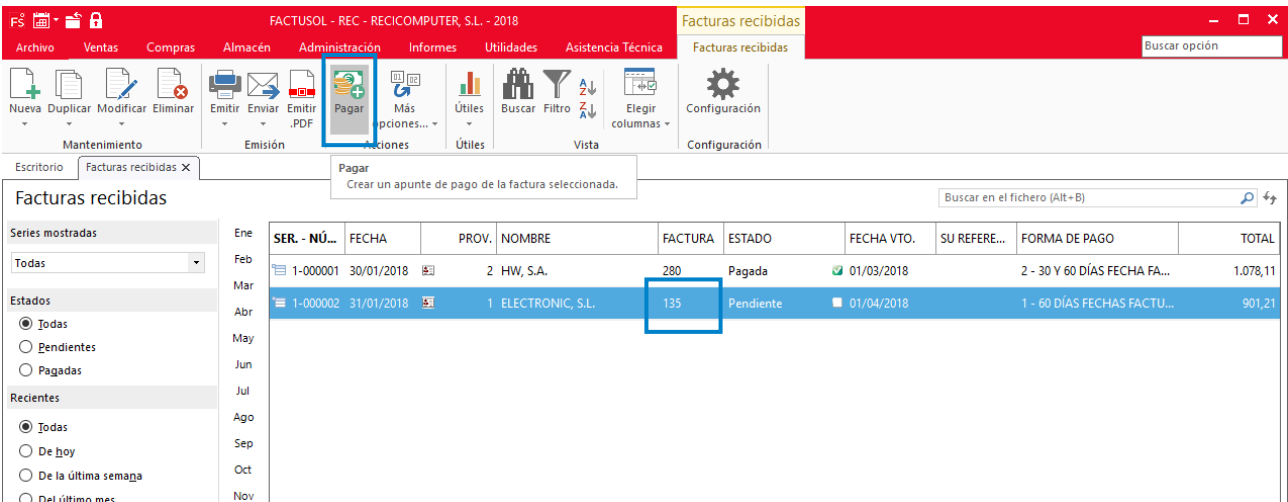 FS FACTUSOL - REC - RECICOMPUTER, S.L. - 2018 Facturas recibidas
Archivo Ventas Compras Almacén Administración Informes Utilidades Asistencia Técnica Facturas recibidas Buscar opción
Nueva Duplicar Modificar Eliminar Emitir Enviar Emitir .PDF Pagar Más opciones... Útiles Buscar Filtro Elegir columnas Configuración
Mantenimiento Emisión Acciones Útiles Vista Configuración
Escritorio Facturas recibidas X
Pagar
Crear un apunte de pago de la factura seleccionada.
Facturas recibidas Buscar en el fichero (Alt+B)
Series mostradas
Todas
Estados
Todas
Pendientes
Pagadas
Recientes
Todas
De hoy
De la última semana
Del último mes
Ene
Feb
Mar
Abr
May
Jun
Jul
Ago
Sep
Oct
Nov
SER. - NÚ... FECHA PROV. NOMBRE FACTURA ESTADO FECHA VTO. SU REFERE... FORMA DE PAGO TOTAL
1-000001 30/01/2018 2 HW, S.A. 280 Pagada 01/03/2018 2 - 30 Y 60 DÍAS FECHA FA... 1.078,11
1-000002 31/01/2018 1 ELECTRONIC, S.L. 135 Pendiente 01/04/2018 1 - 60 DÍAS FECHAS FACTU... 901,21